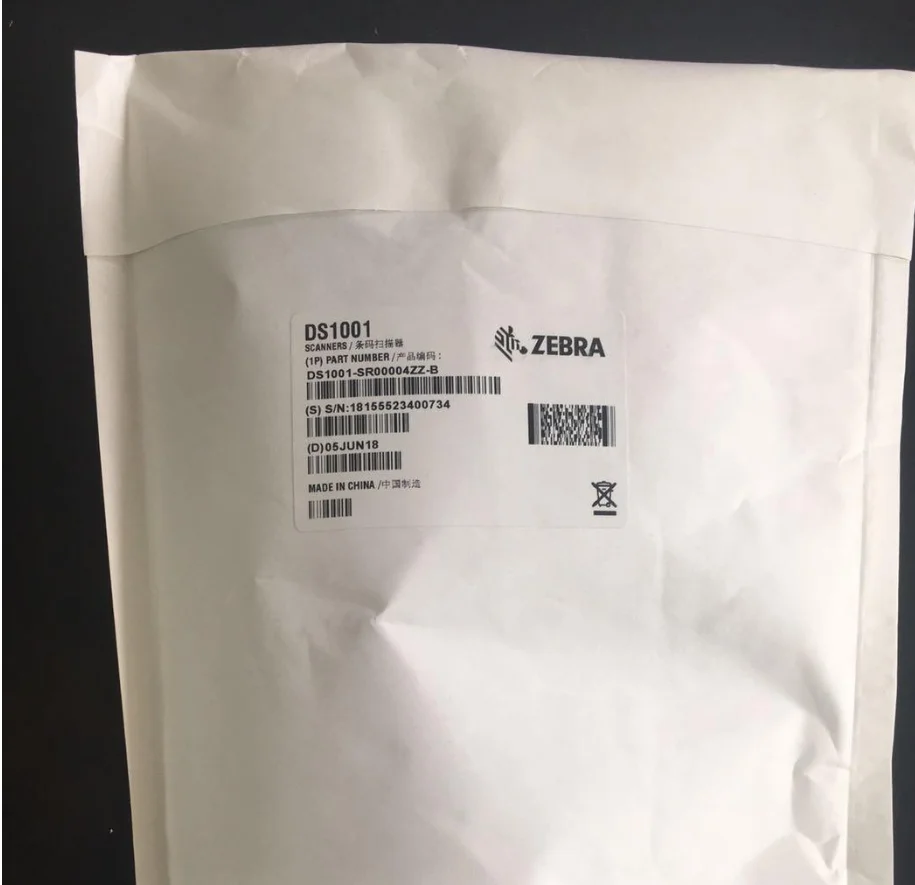 DS1001
SCANNERS / 条码扫描器
ZEBRA
(1P) PART NUMBER / 产品编码 :
DS1001-SR00004ZZ-B
(S) S/N:18155523400734
(D)05JUN18
MADE IN CHINA /中国制造